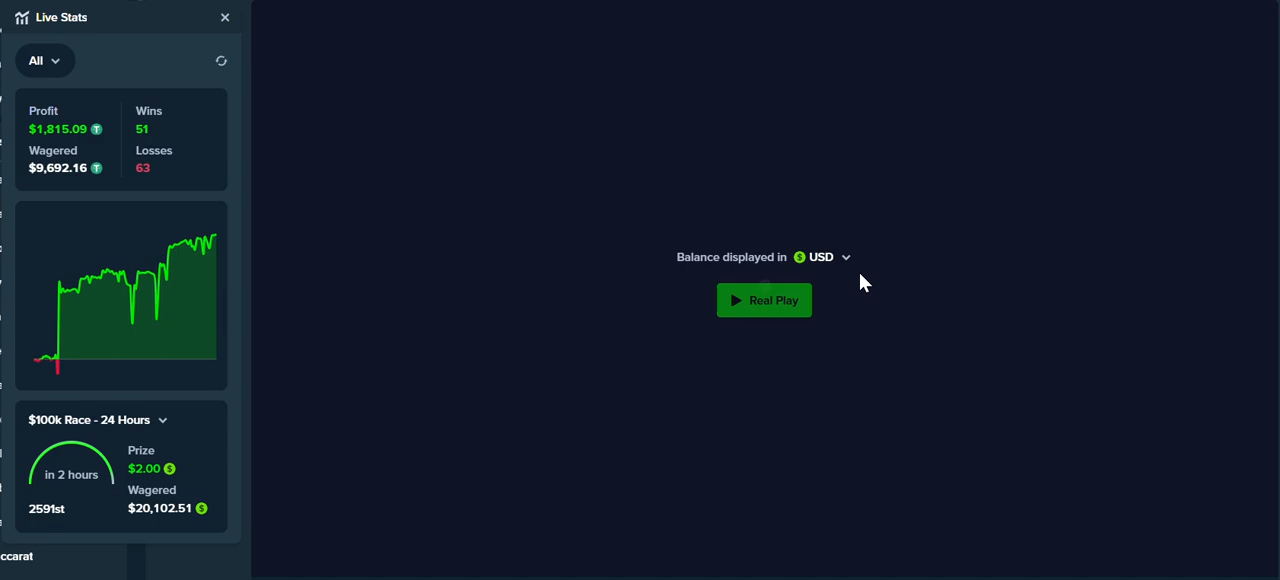 Live Stats
All
Profit
$1,815.09
Wagered
$9,692.16
Wins
51
Losses
63
$100k Race - 24 Hours
in 2 hours
2591st
Prize
$2.00
Wagered
$20,102.51
ccarat
Balance displayed in $ USD
Real Play